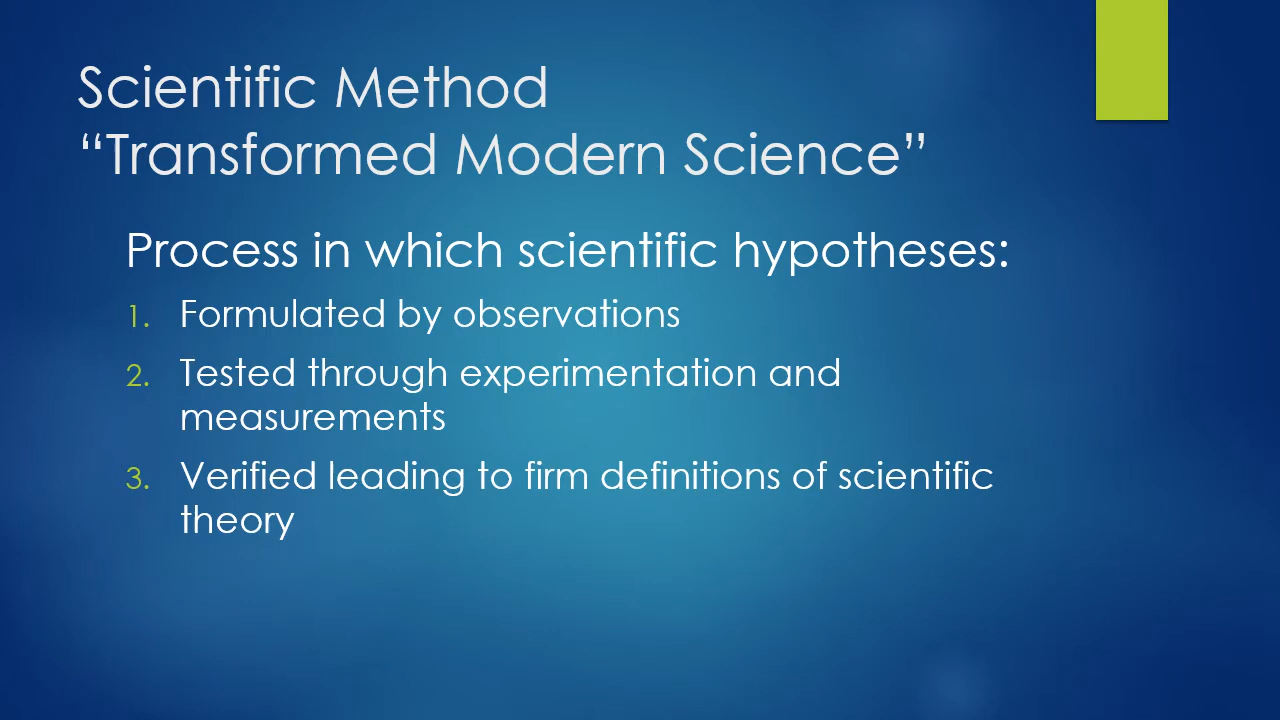 Scientific Method
“Transformed Modern Science”
Process in which scientific hypotheses:
1. Formulated by observations
2. Tested through experimentation and
measurements
3. Verified leading to firm definitions of scientific
theory